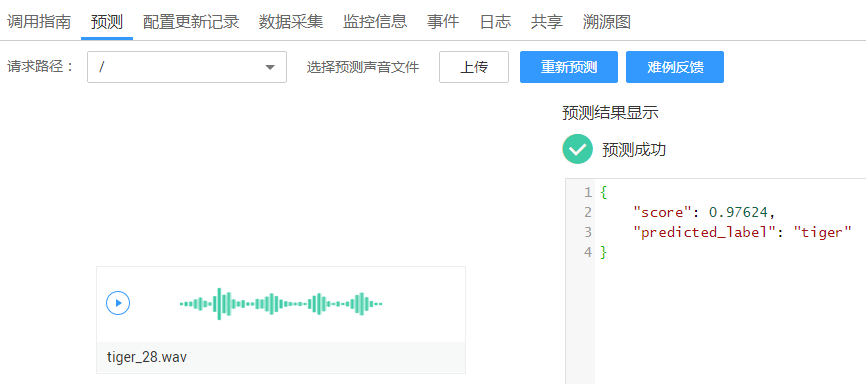 调用指南 预测 配置更新记录 数据采集 监控信息 事件 日志 共享 溯源图
请求路径： / 选择预测声音文件 上传 重新预测 难例反馈
预测结果显示
预测成功
1 {
2 "score": 0.97624,
3 "predicted_label": "tiger"
4 }
tiger_28.wav